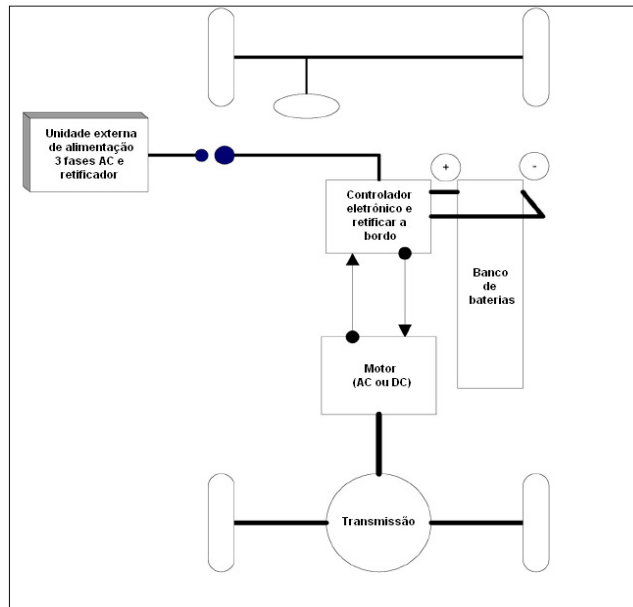 Unidade externa
de alimentação
3 fases AC e
retificador
+
-
Controlador
eletrônico e
retificar a
bordo
Banco
de
baterias
Motor
(AC ou DC)
Transmissão